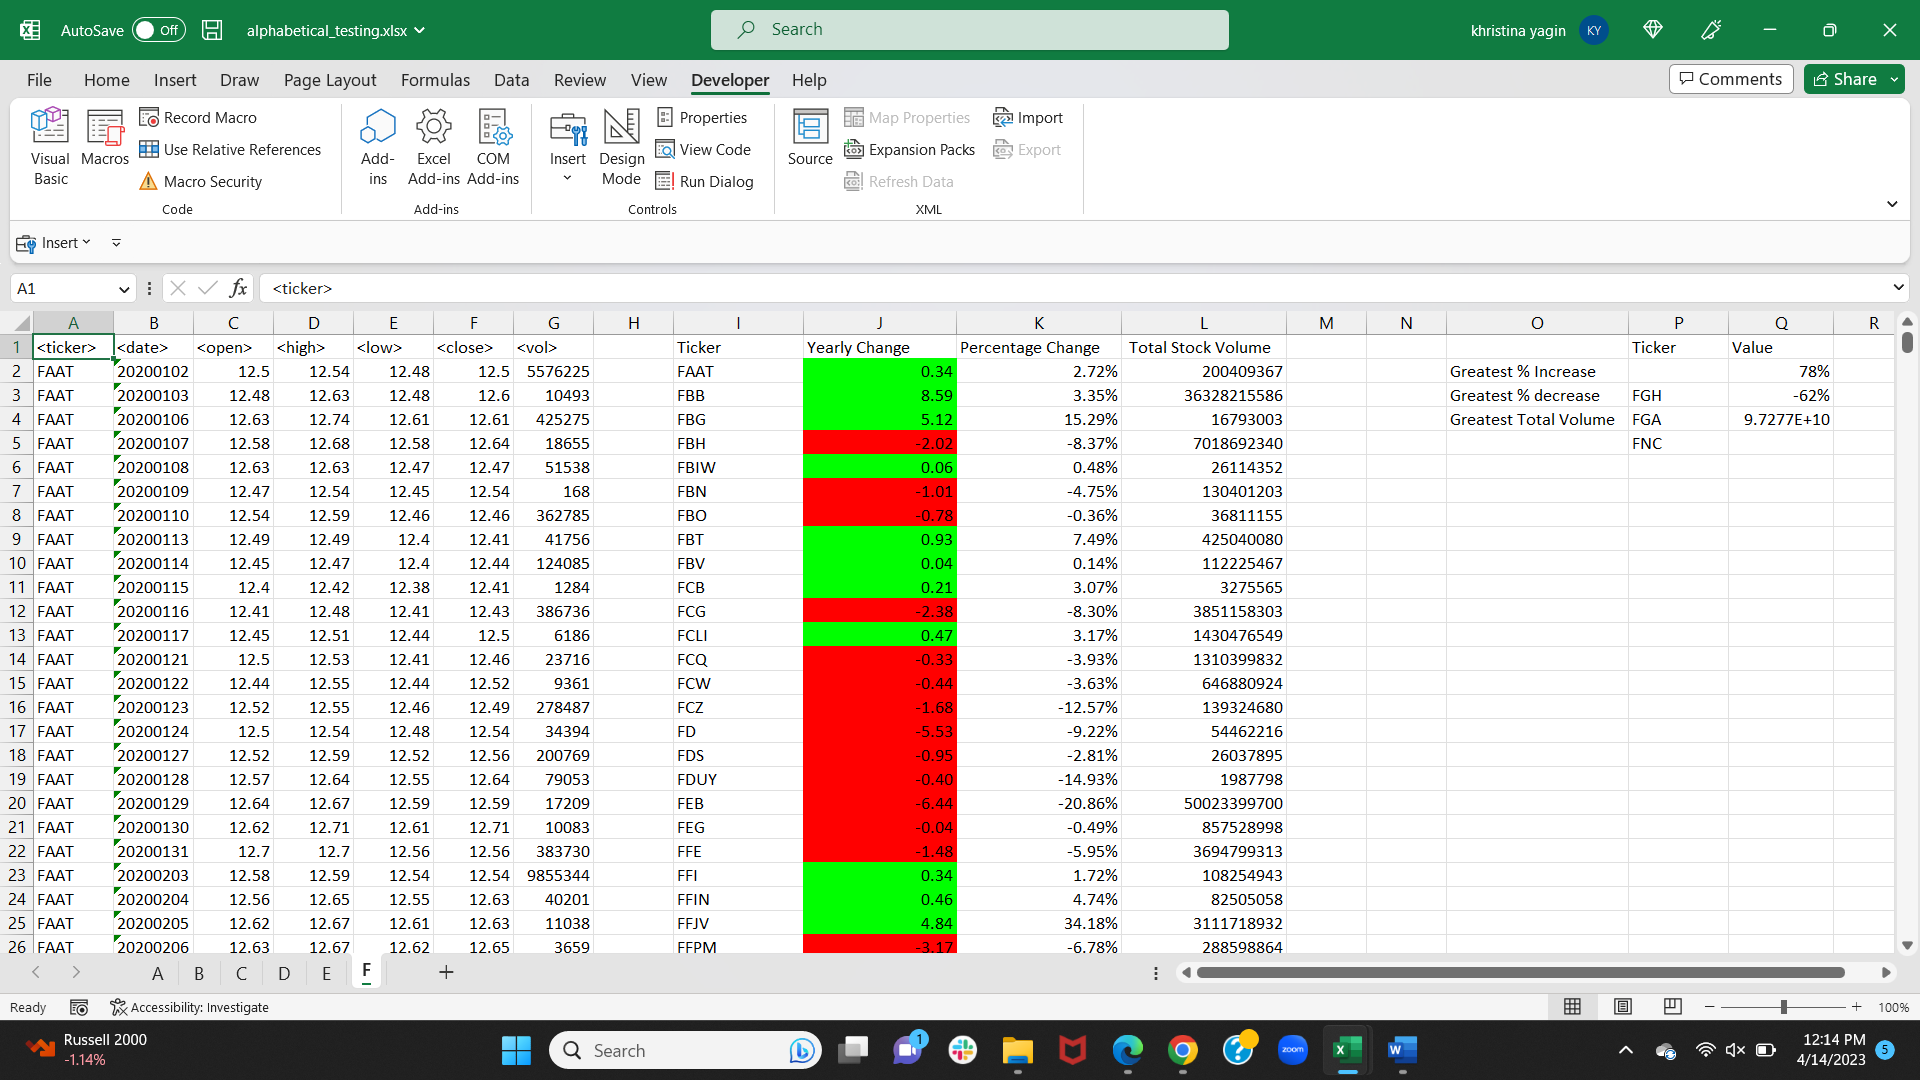 AutoSave Off alphabetical_testing.xlsx Search khristina yagin KY
File Home Insert Draw Page Layout Formulas Data Review View Developer Help Comments Share
Visual Basic Macros Record Macro Use Relative References Macro Security Code
Add-ins Excel Add-ins COM Add-ins Add-ins
Insert Design Mode Properties View Code Run Dialog Controls
Source Map Properties Expansion Packs Refresh Data Import Export XML
Insert
A1 fx <ticker>
A B C D E F G H I J K L M N O P Q R
1 <ticker> <date> <open> <high> <low> <close> <vol> Ticker Yearly Change Percentage Change Total Stock Volume Ticker Value
2 FAAT 20200102 12.5 12.54 12.48 12.5 5576225 FAAT 0.34 2.72% 200409367 Greatest % Increase 78%
3 FAAT 20200103 12.48 12.63 12.48 12.6 10493 FBB 8.59 3.35% 36328215586 Greatest % decrease FGH -62%
4 FAAT 20200106 12.63 12.74 12.61 12.61 425275 FBG 5.12 15.29% 16793003 Greatest Total Volume FGA 9.7277E+10
5 FAAT 20200107 12.58 12.68 12.58 12.64 18655 FBH -2.02 -8.37% 7018692340 FNC
6 FAAT 20200108 12.63 12.63 12.47 12.47 51538 FBIW 0.06 0.48% 26114352
7 FAAT 20200109 12.47 12.54 12.45 12.54 168 FBN -1.01 -4.75% 130401203
8 FAAT 20200110 12.54 12.59 12.46 12.46 362785 FBO -0.78 -0.36% 36811155
9 FAAT 20200113 12.49 12.49 12.4 12.41 41756 FBT 0.93 7.49% 425040080
10 FAAT 20200114 12.45 12.47 12.4 12.44 124085 FBV 0.04 0.14% 112225467
11 FAAT 20200115 12.4 12.42 12.38 12.41 1284 FCB 0.21 3.07% 3275565
12 FAAT 20200116 12.41 12.48 12.41 12.43 386736 FCG -2.38 -8.30% 3851158303
13 FAAT 20200117 12.45 12.51 12.44 12.5 6186 FCLI 0.47 3.17% 1430476549
14 FAAT 20200121 12.5 12.53 12.41 12.46 23716 FCQ -0.33 -3.93% 1310399832
15 FAAT 20200122 12.44 12.55 12.44 12.52 9361 FCW -0.44 -3.63% 646880924
16 FAAT 20200123 12.52 12.55 12.46 12.49 278487 FCZ -1.68 -12.57% 139324680
17 FAAT 20200124 12.5 12.54 12.48 12.54 34394 FD -5.53 -9.22% 54462216
18 FAAT 20200127 12.52 12.59 12.52 12.56 200769 FDS -0.95 -2.81% 26037895
19 FAAT 20200128 12.57 12.64 12.55 12.64 79053 FDUY -0.40 -14.93% 1987798
20 FAAT 20200129 12.64 12.67 12.59 12.59 17209 FEB -6.44 -20.86% 50023399700
21 FAAT 20200130 12.62 12.71 12.61 12.71 10083 FEG -0.04 -0.49% 857528998
22 FAAT 20200131 12.7 12.7 12.56 12.56 383730 FFE -1.48 -5.95% 3694799313
23 FAAT 20200203 12.58 12.59 12.54 12.54 9855344 FFI 0.34 1.72% 108254943
24 FAAT 20200204 12.56 12.65 12.55 12.63 40201 FFIN 0.46 4.74% 82505058
25 FAAT 20200205 12.62 12.67 12.61 12.63 11038 FFJV 4.84 34.18% 3111718932
26 FAAT 20200206 12.63 12.67 12.62 12.65 3659 FFPM -3.17 -6.78% 288598864
A B C D E F
Ready Accessibility: Investigate 100%
Russell 2000
-1.14%
Search 1 zoom 12:14 PM
4/14/2023 5